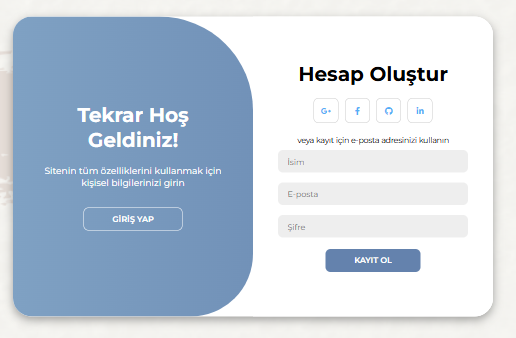 Tekrar Hoş
Geldiniz!
Sitenin tüm özelliklerini kullanmak için
kişisel bilgilerinizi girin
GİRİŞ YAP
Hesap Oluştur
G+
f
in
veya kayıt için e-posta adresinizi kullanın
İsim
E-posta
Şifre
KAYIT OL